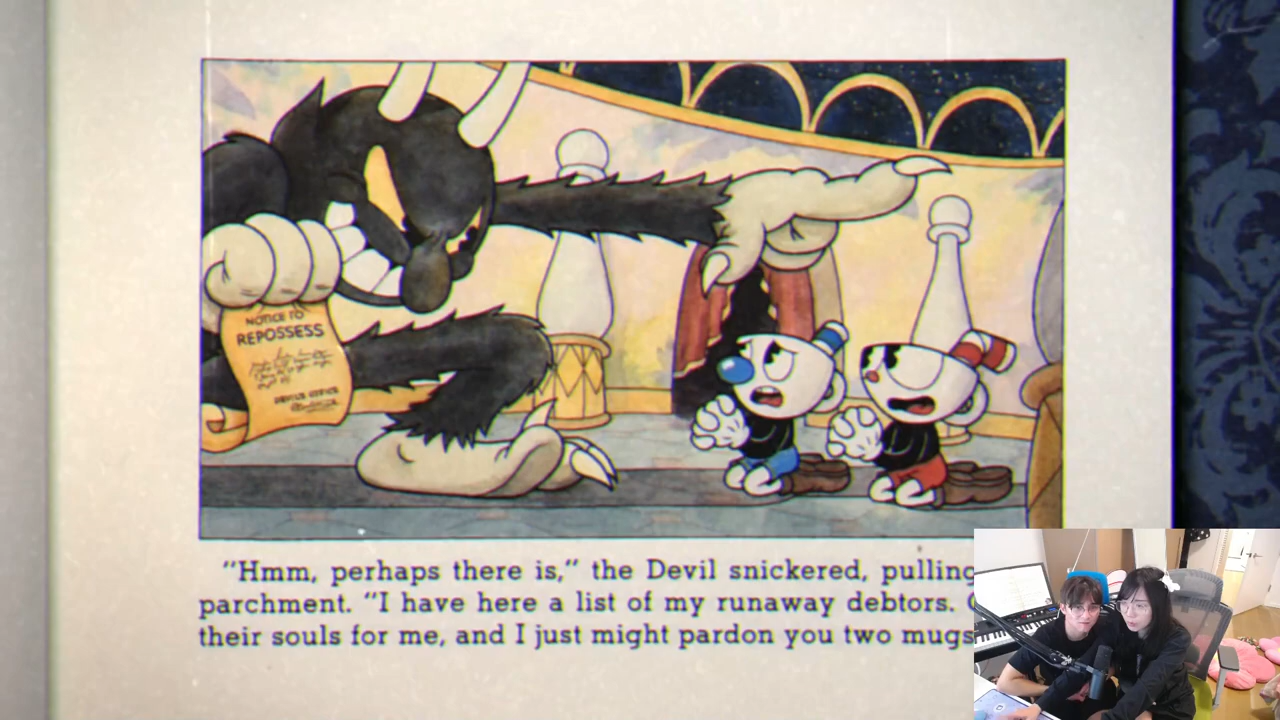 NOTICE TO
REPOSSESS
"Hmm, perhaps there is," the Devil snickered, pulling
parchment. "I have here a list of my runaway debtors.
their souls for me, and I just might pardon you two mugs